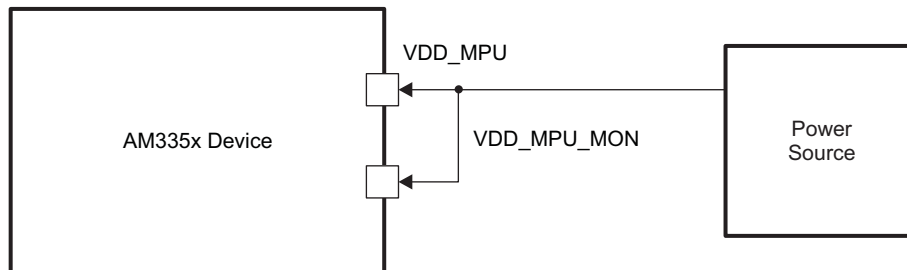 VDD_MPU
AM335x Device
VDD_MPU_MON
Power
Source